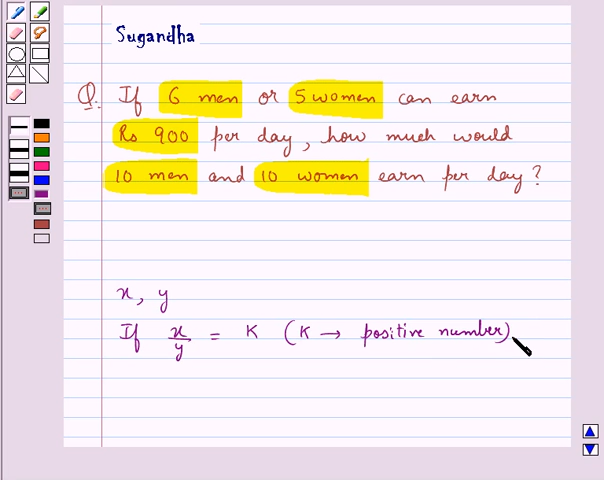 Sugandha
Q. If 6 men or 5 women can earn
Rs 900 per day, how much would
10 men and 10 women earn per day?
x, y
If x/y = K (K → positive number)